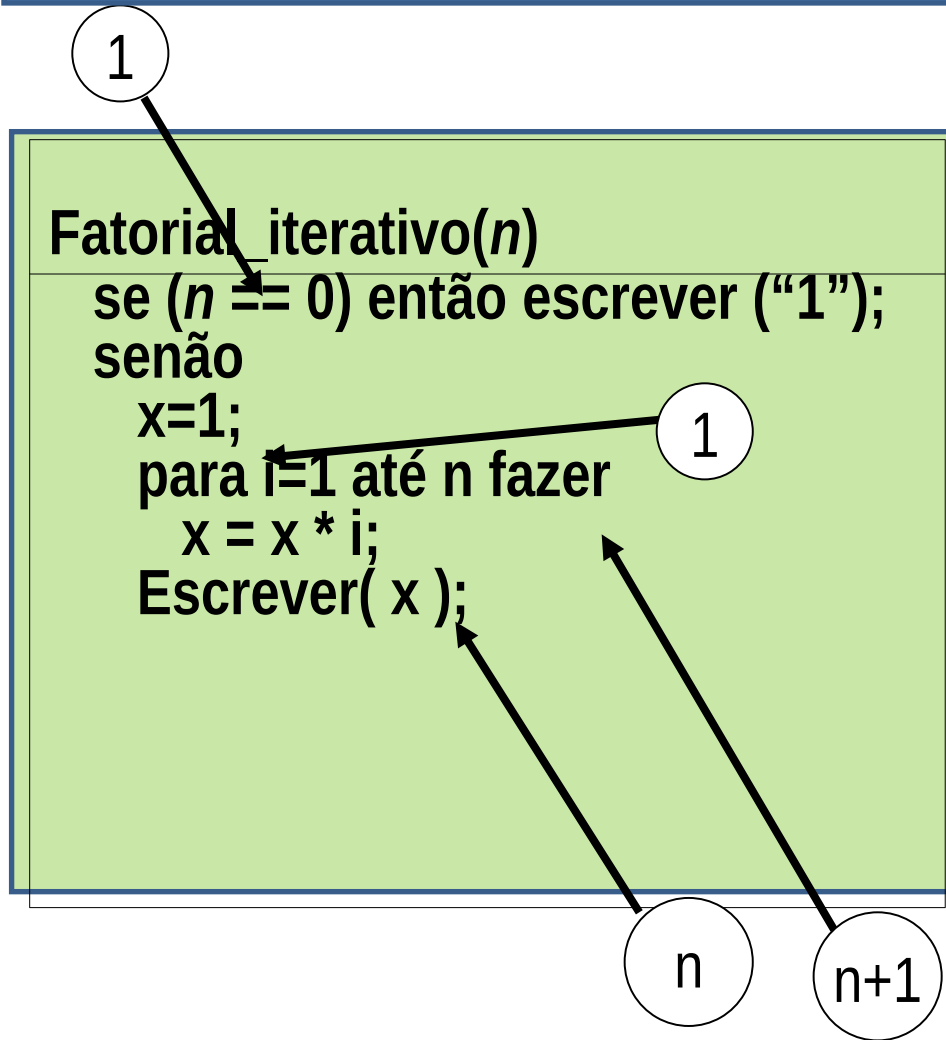 1
Fatorial_iterativo(n)
se (n == 0) então escrever (“1”);
senão
x=1;
1
para i=1 até n fazer
x = x * i;
Escrever( x );
n
n+1